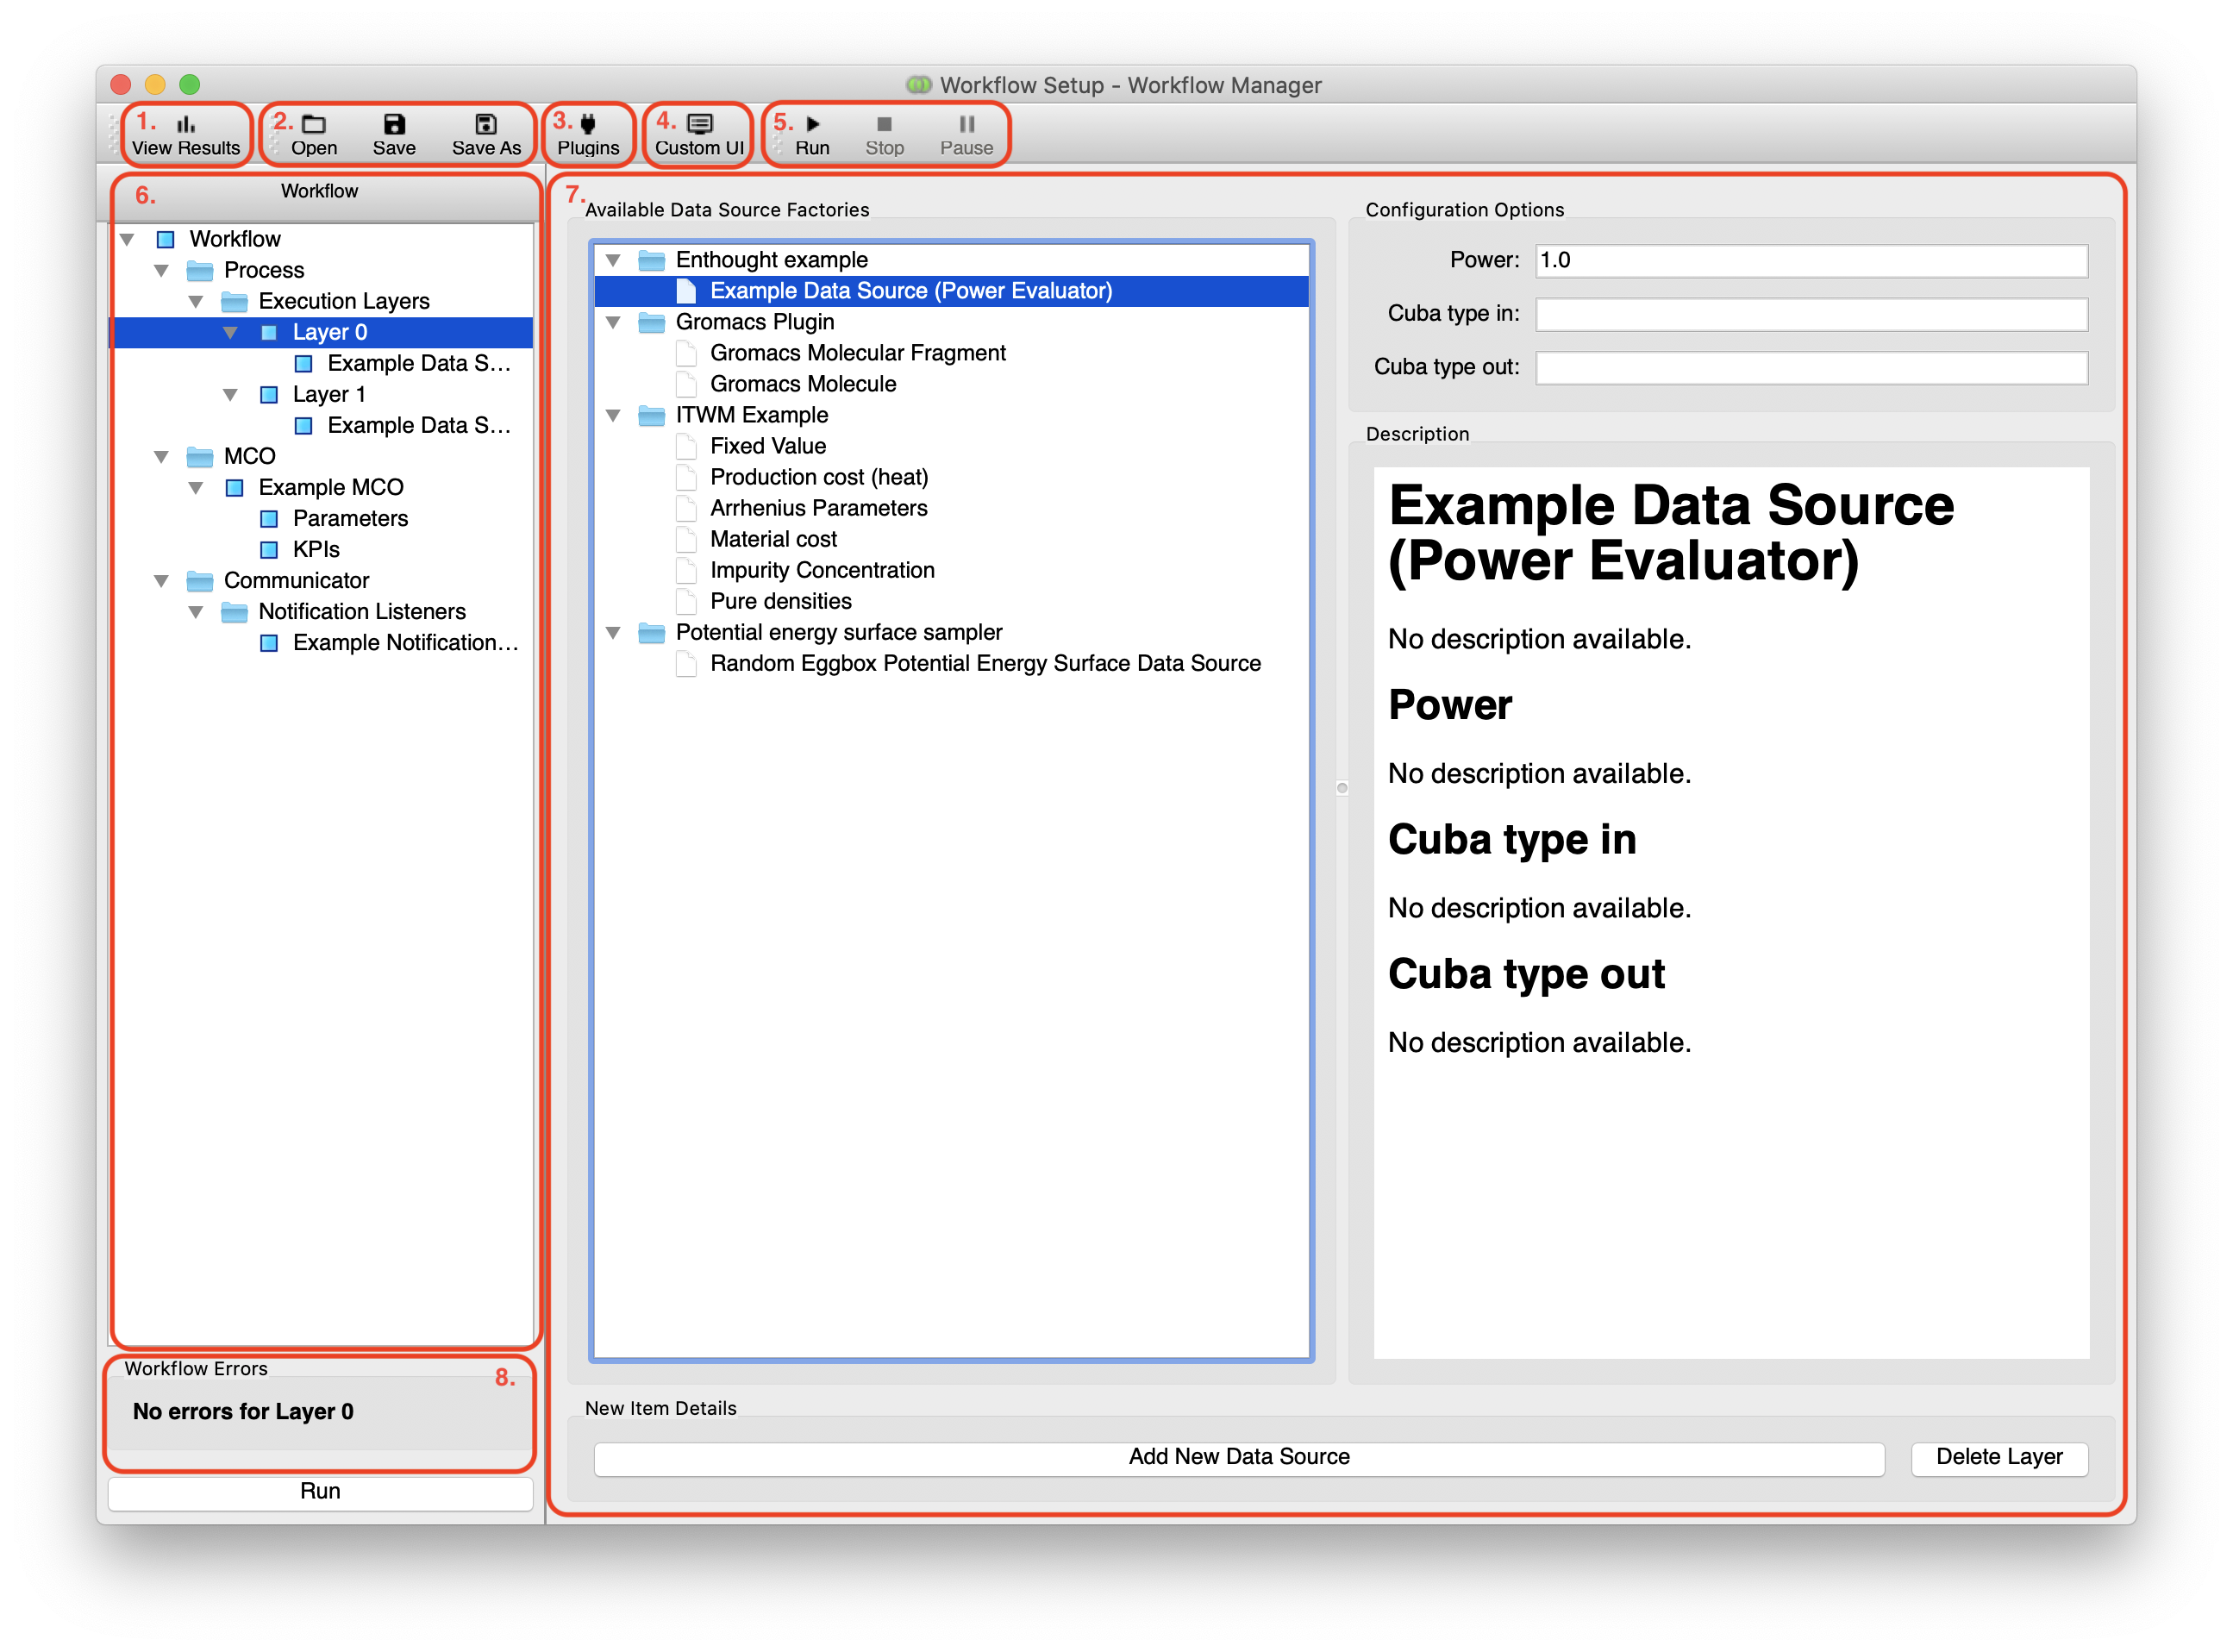 Workflow Setup - Workflow Manager
1. View Results
2. Open Save Save As
3. Plugins
4. Custom UI
5. Run Stop Pause
6. Workflow
Workflow
Process
Execution Layers
Layer 0
Example Data S...
Layer 1
Example Data S...
MCO
Example MCO
Parameters
KPIs
Communicator
Notification Listeners
Example Notification...
Workflow Errors
8.
No errors for Layer 0
Run
7.
Available Data Source Factories
Enthought example
Example Data Source (Power Evaluator)
Gromacs Plugin
Gromacs Molecular Fragment
Gromacs Molecule
ITWM Example
Fixed Value
Production cost (heat)
Arrhenius Parameters
Material cost
Impurity Concentration
Pure densities
Potential energy surface sampler
Random Eggbox Potential Energy Surface Data Source
Configuration Options
Power: 1.0
Cuba type in:
Cuba type out:
Description
Example Data Source
(Power Evaluator)
No description available.
Power
No description available.
Cuba type in
No description available.
Cuba type out
No description available.
New Item Details
Add New Data Source
Delete Layer